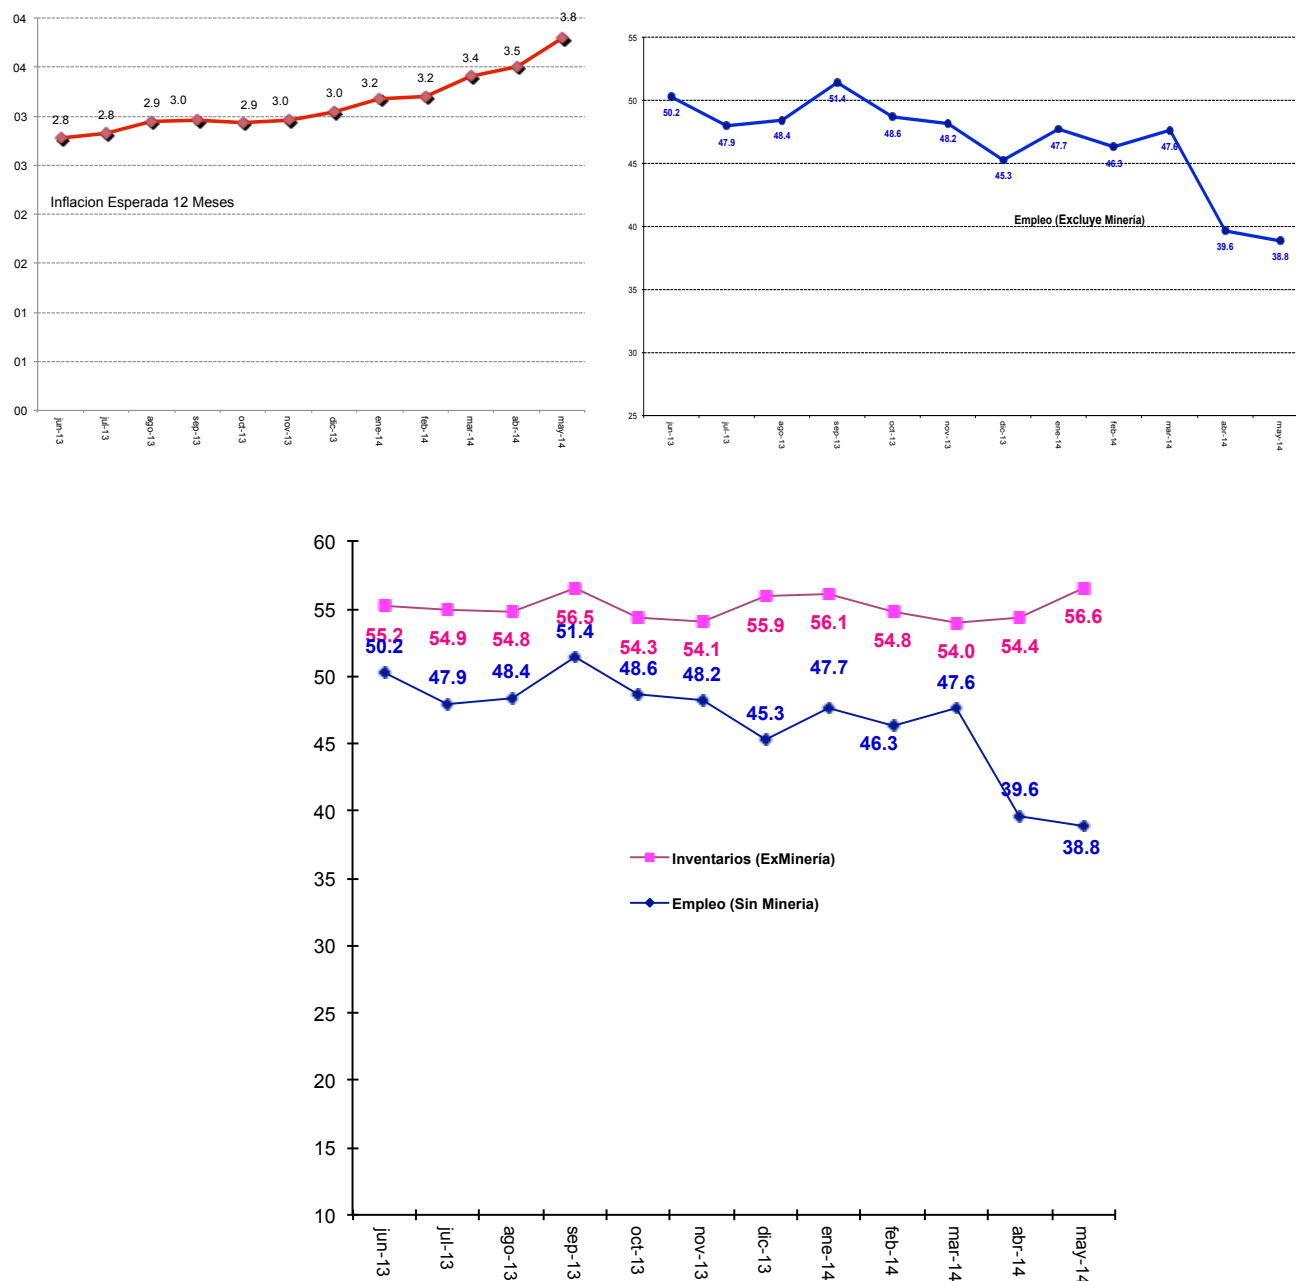 04
04
03
03
02
02
01
01
00
2.8
2.8
2.9
3.0
2.9
3.0
3.0
3.2
3.2
3.4
3.5
3.8
Inflacion Esperada 12 Meses
jun-13
jul-13
ago-13
sep-13
oct-13
nov-13
dic-13
ene-14
feb-14
mar-14
abr-14
may-14
55
50
45
40
35
30
25
50.2
47.9
48.4
51.4
48.6
48.2
45.3
47.7
46.3
47.6
39.6
38.8
Empleo (Excluye Minería)
jun-13
jul-13
ago-13
sep-13
oct-13
nov-13
dic-13
ene-14
feb-14
mar-14
abr-14
may-14
60
55
50
45
40
35
30
25
20
15
10
55.2
54.9
54.8
56.5
54.3
54.1
55.9
56.1
54.8
54.0
54.4
56.6
50.2
47.9
48.4
51.4
48.6
48.2
45.3
47.7
46.3
47.6
39.6
38.8
Inventarios (ExMinería)
Empleo (Sin Mineria)
jun-13
jul-13
ago-13
sep-13
oct-13
nov-13
dic-13
ene-14
feb-14
mar-14
abr-14
may-14